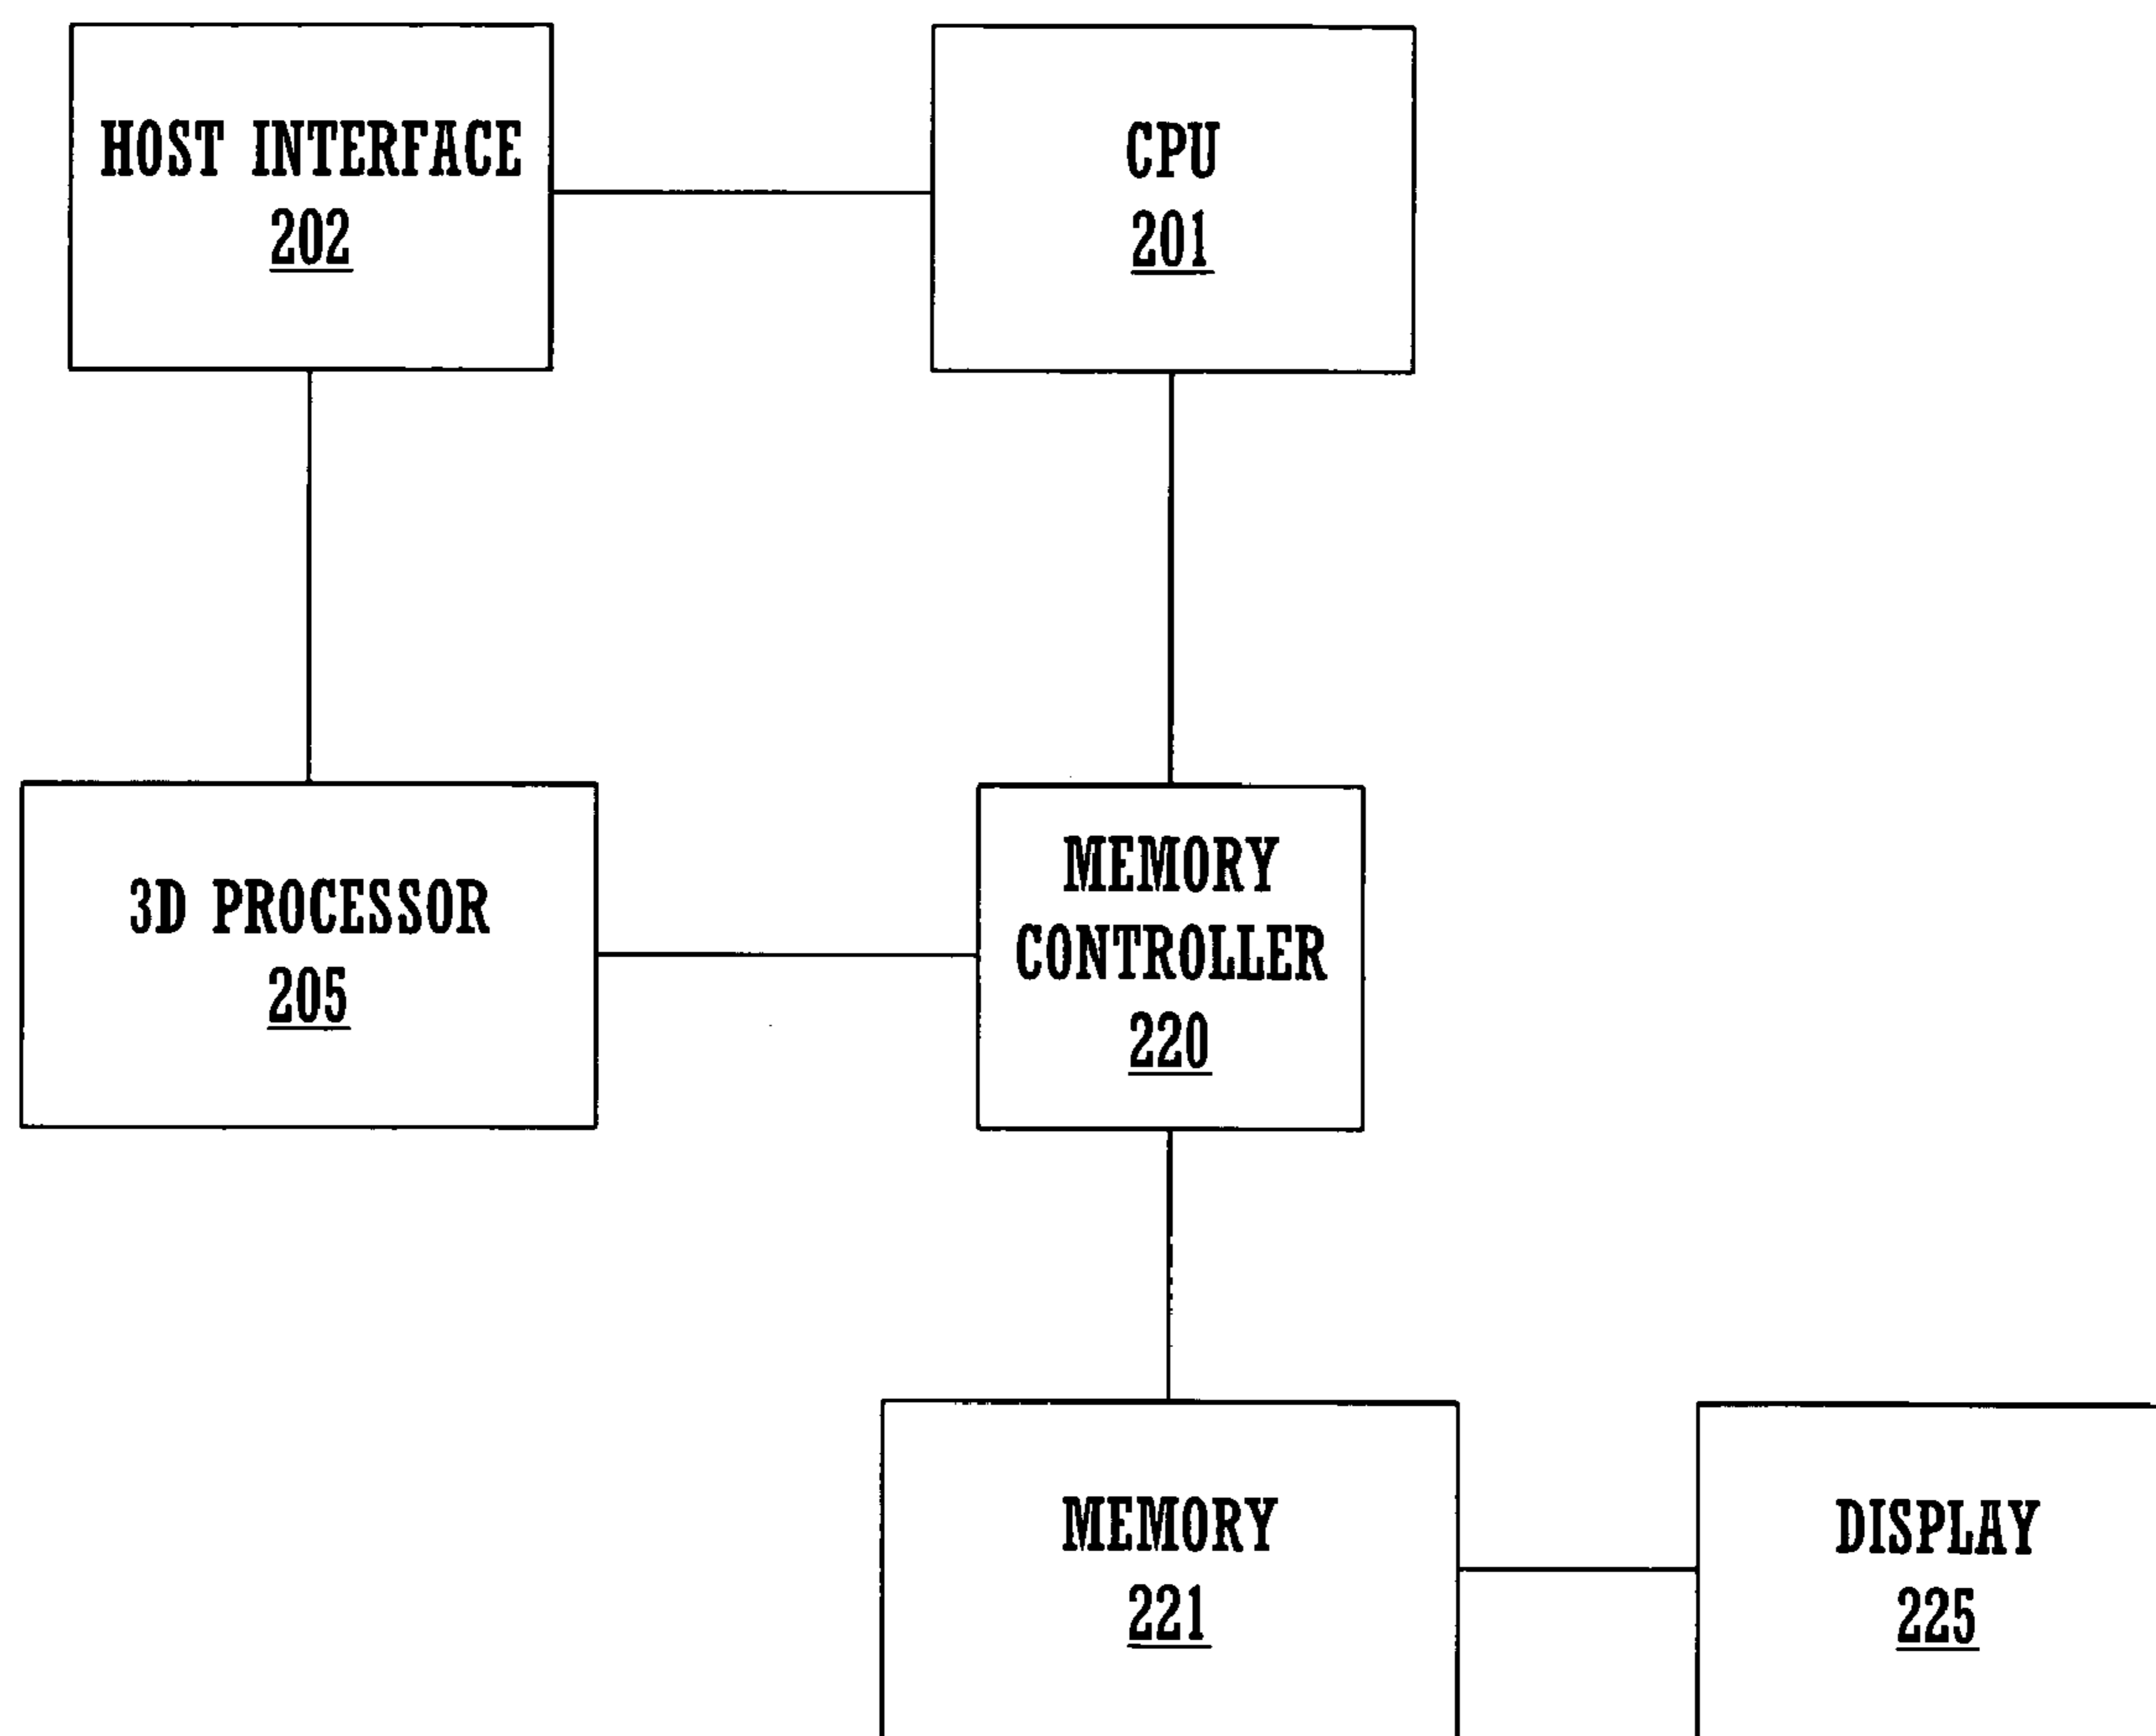 HOST INTERFACE
202
CPU
201
3D PROCESSOR
205
MEMORY
CONTROLLER
220
MEMORY
221
DISPLAY
225